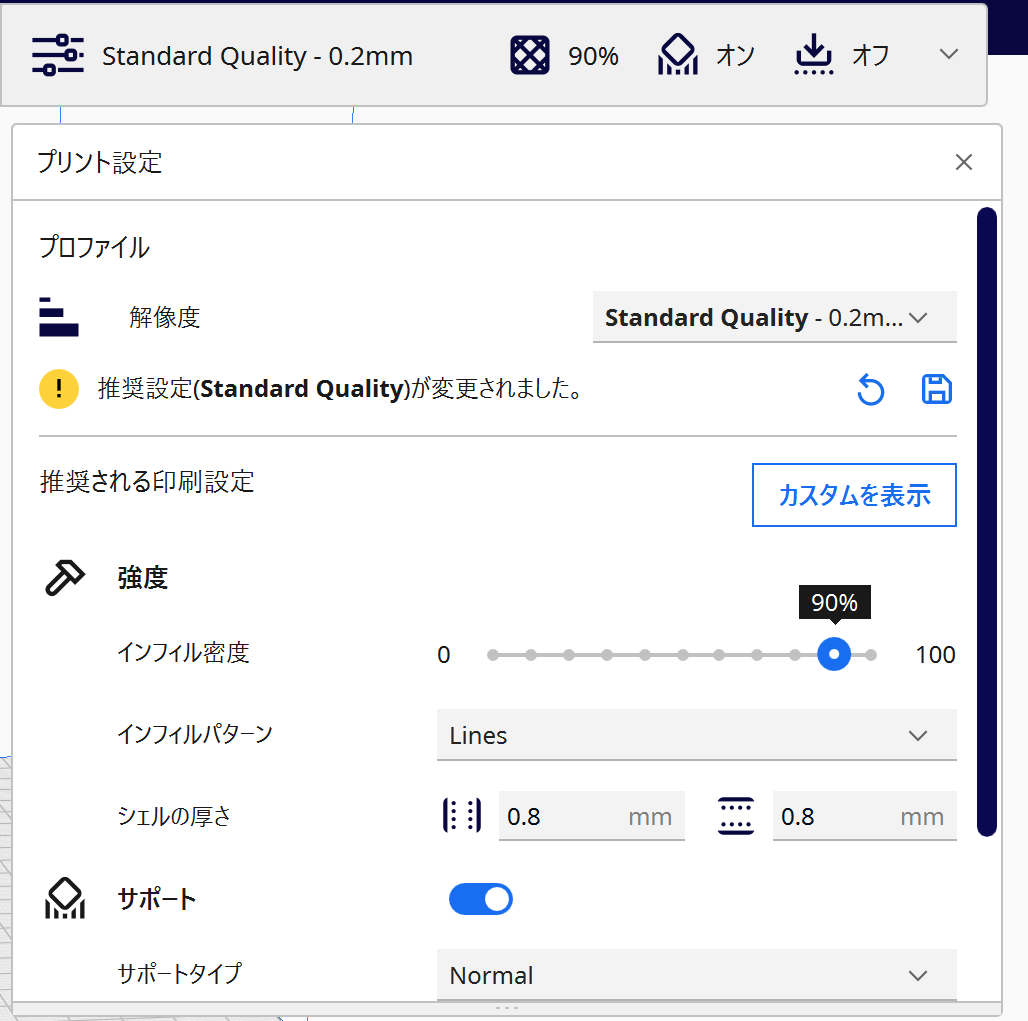 Standard Quality - 0.2mm 90% オン オフ
プリント設定
プロファイル
解像度 Standard Quality - 0.2m...
推奨設定(Standard Quality)が変更されました。
推奨される印刷設定 カスタムを表示
強度
90%
インフィル密度 0 100
インフィルパターン Lines
シェルの厚さ 0.8 mm 0.8 mm
サポート
サポートタイプ Normal